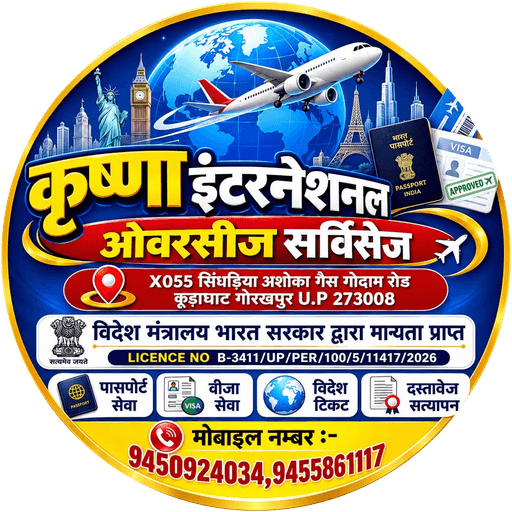 कृष्णा इंटरनेशनल
ओवरसीज सर्विसेज
X055 सिंघड़िया अशोका गैस गोदाम रोड
कूड़ाघाट गोरखपुर U.P 273008
विदेश मंत्रालय भारत सरकार द्वारा मान्यता प्राप्त
सत्यमेव जयते
LICENCE NO B-3411/UP/PER/100/5/11417/2026
पासपोर्ट सेवा
वीजा सेवा
विदेश टिकट
दस्तावेज सत्यापन
मोबाइल नम्बर :-
9450924034,9455861117
भारत
पासपोर्ट
PASSPORT
INDIA
VISA
APPROVED
PASSPORT
VISA